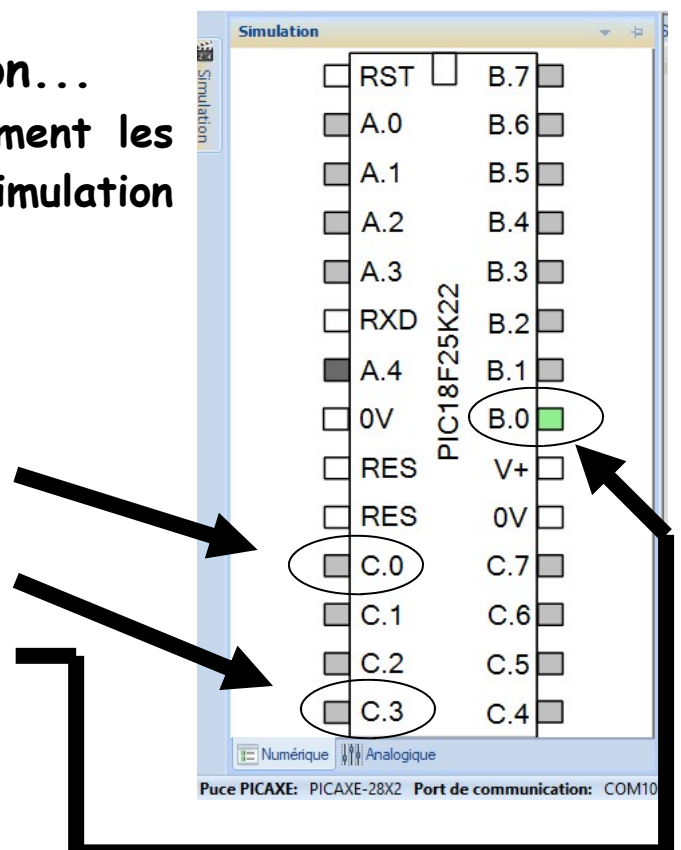 Simulation
on...
ment les
imulation
Simulation
RST B.7
A.0 B.6
A.1 B.5
A.2 B.4
A.3 B.3
RXD B.2
A.4 B.1
0V B.0
RES V+
RES 0V
C.0 C.7
C.1 C.6
C.2 C.5
C.3 C.4
PIC18F25K22
Numérique Analogique
Puce PICAXE: PICAXE-28X2 Port de communication: COM10